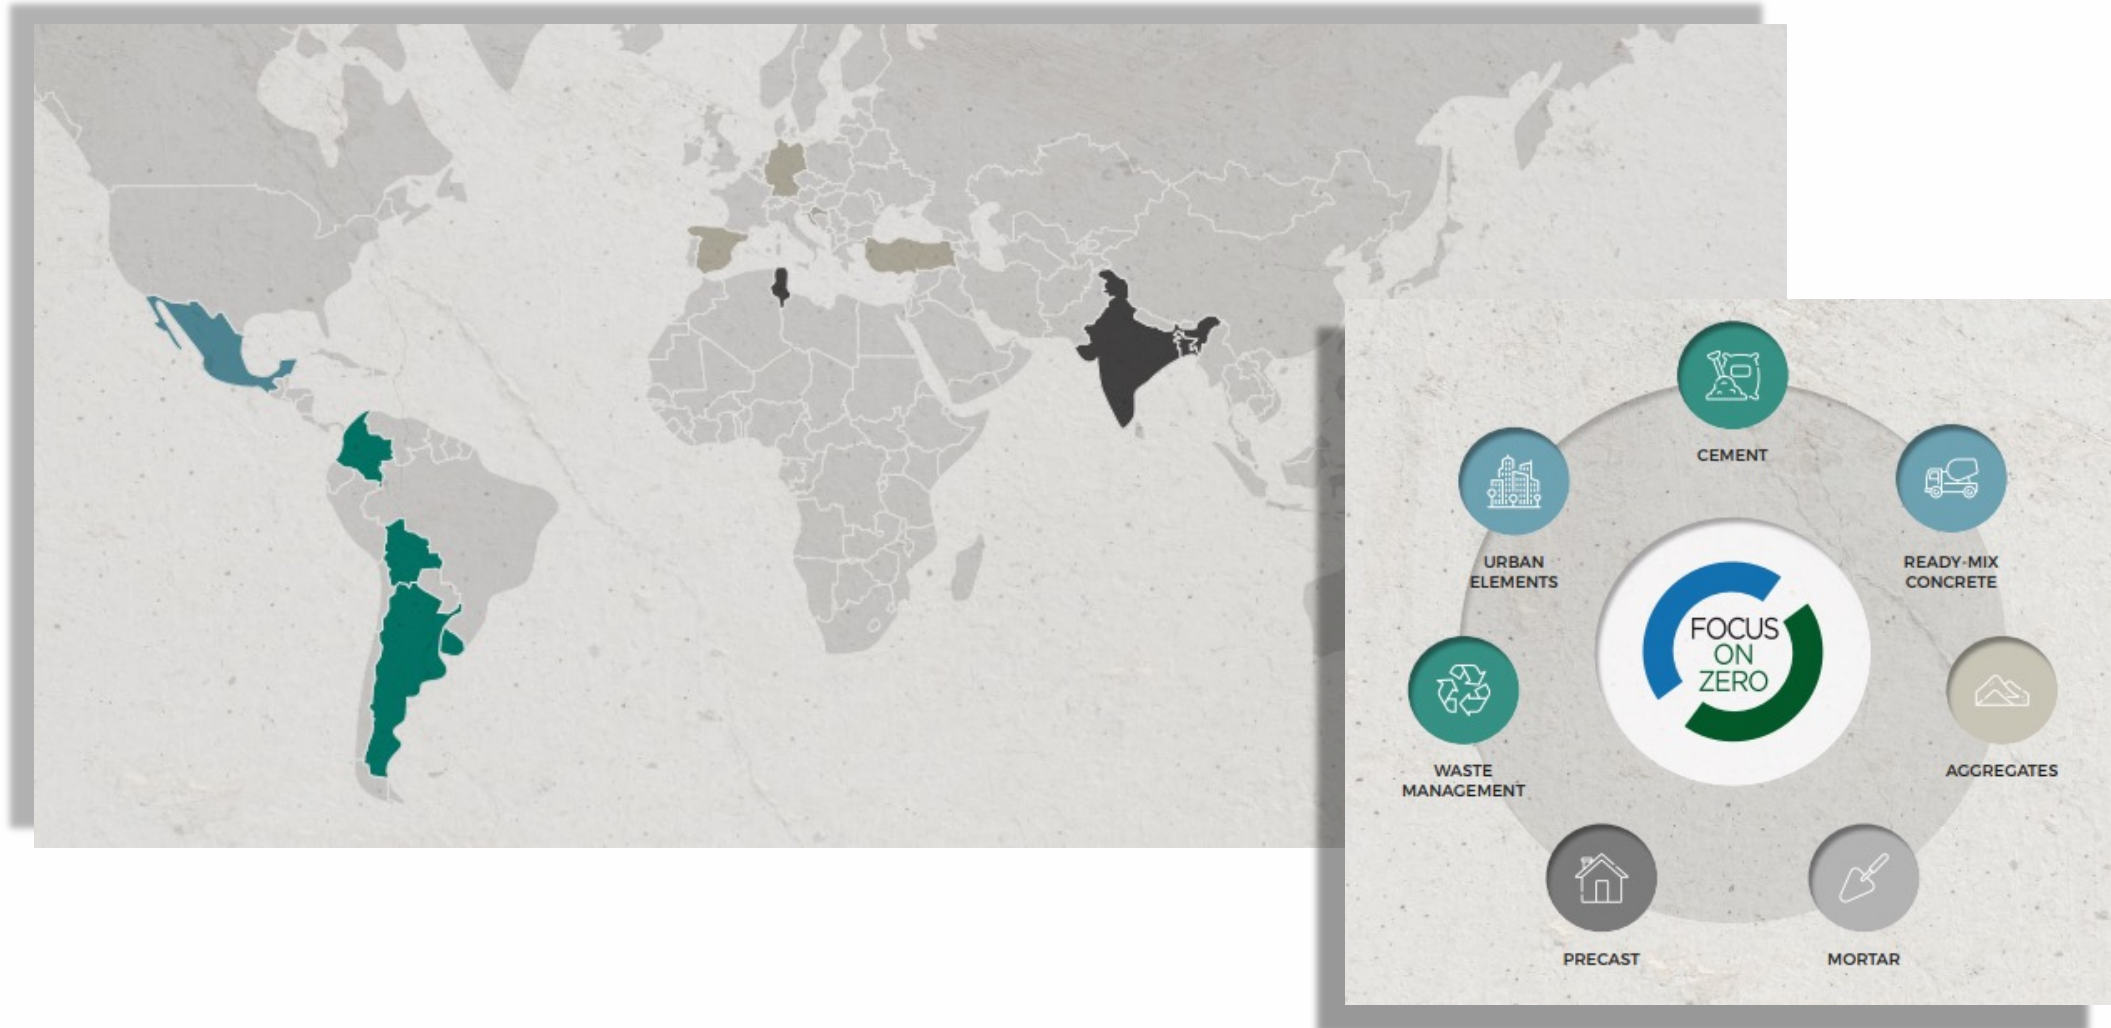 CEMENT
URBAN
ELEMENTS
READY-MIX
CONCRETE
FOCUS
ON
ZERO
WASTE
MANAGEMENT
AGGREGATES
PRECAST
MORTAR